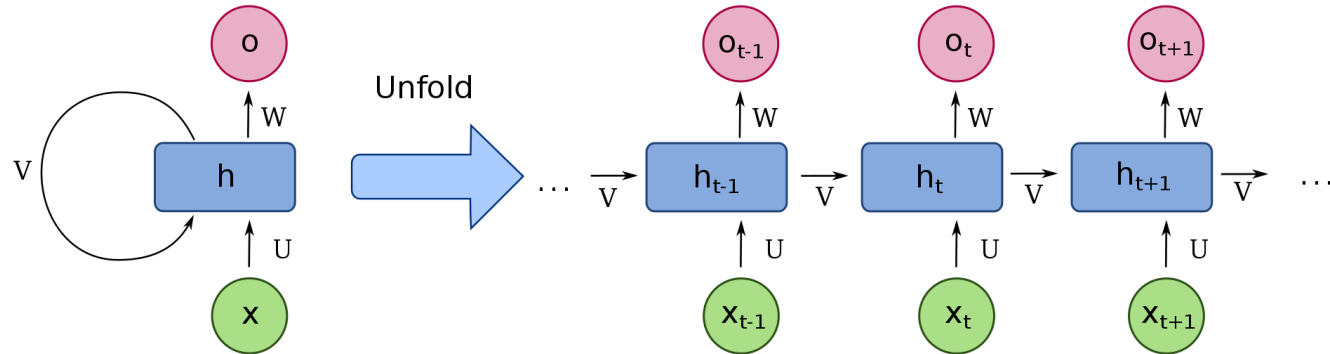 o o_{t-1} o_t o_{t+1}
Unfold
W W W W
V h ... V h_{t-1} V h_t V h_{t+1} V ...
U U U U
x x_{t-1} x_t x_{t+1}